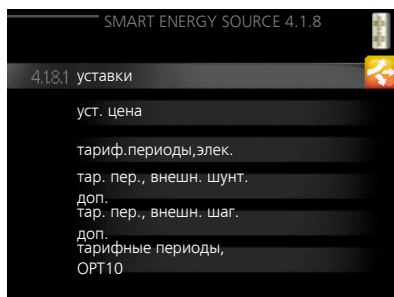 SMART ENERGY SOURCE 4.1.8
4.1.8.1 уставки
уст. цена
тариф.периоды,элек.
тар. пер., внешн. шунт.
доп.
тар. пер., внешн. шаг.
доп.
тарифные периоды,
OPT10